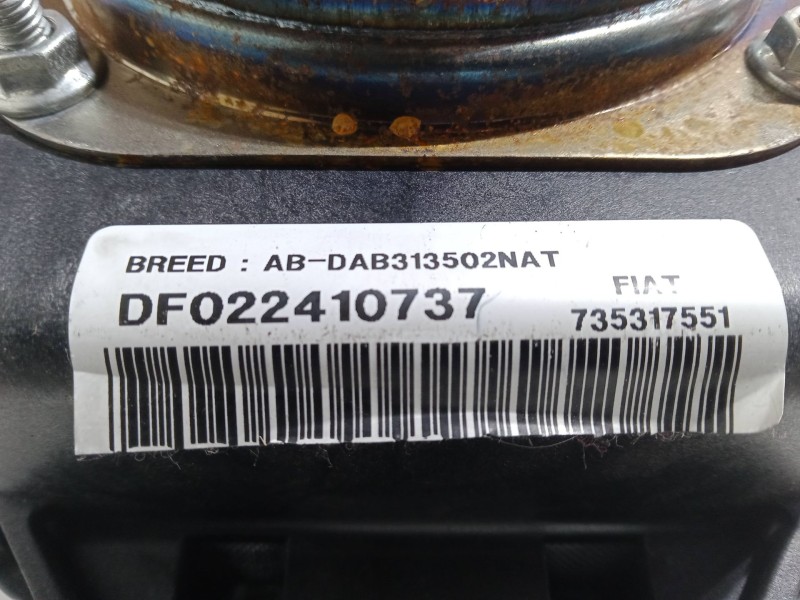 BREED : AB-DAB313502NAT
DF022410737
FIAT
735317551